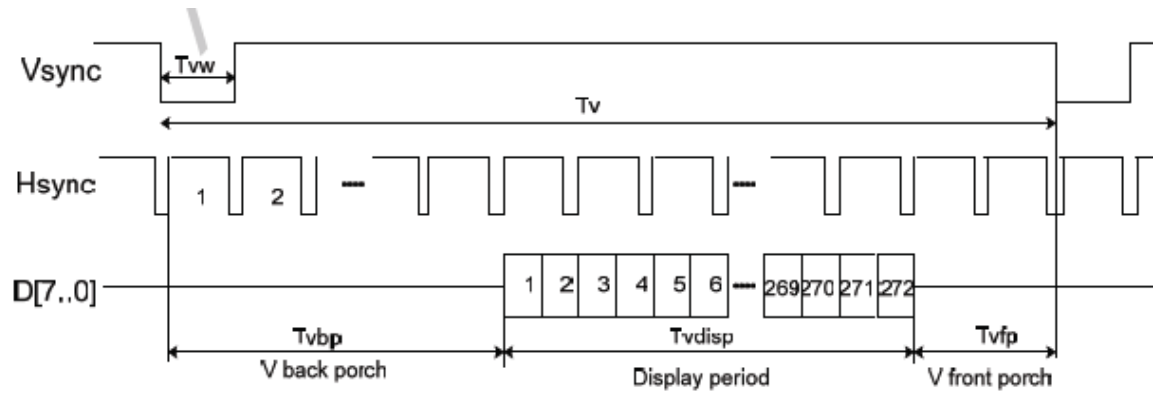 Vsync
Tvw
Tv
Hsync
1 2 ---- ----
D[7..0]
1 2 3 4 5 6 ---- 269 270 271 272
Tvbp Tvdisp Tvfp
'V back porch Display period V front porch